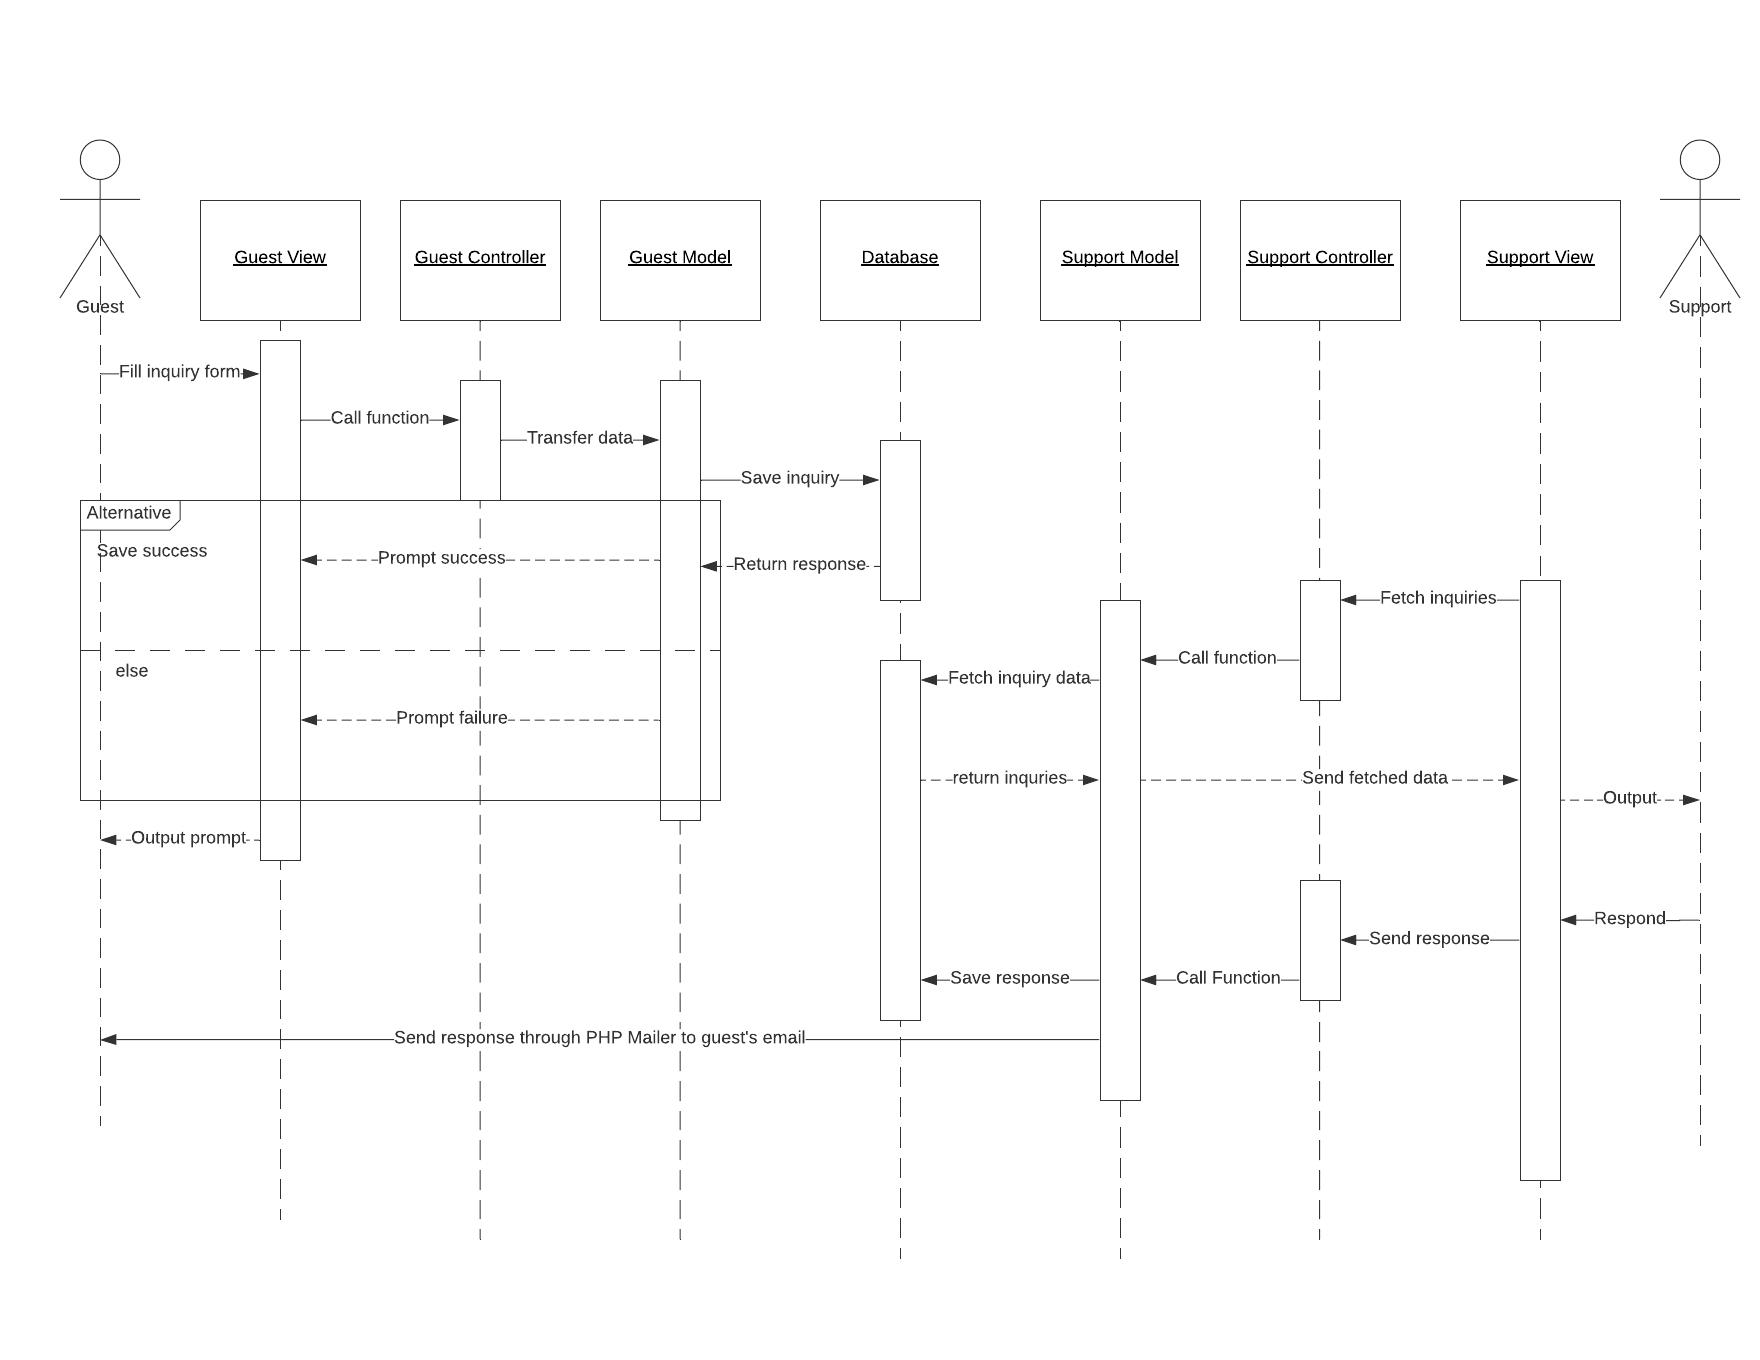 Guest
Guest View
Guest Controller
Guest Model
Database
Support Model
Support Controller
Support View
Support
Fill inquiry form
Call function
Transfer data
Save inquiry
Alternative
Save success
Prompt success
Return response
Fetch inquiries
Call function
else
Fetch inquiry data
Prompt failure
return inquries
Send fetched data
Output
Output prompt
Respond
Send response
Save response
Call Function
Send response through PHP Mailer to guest's email